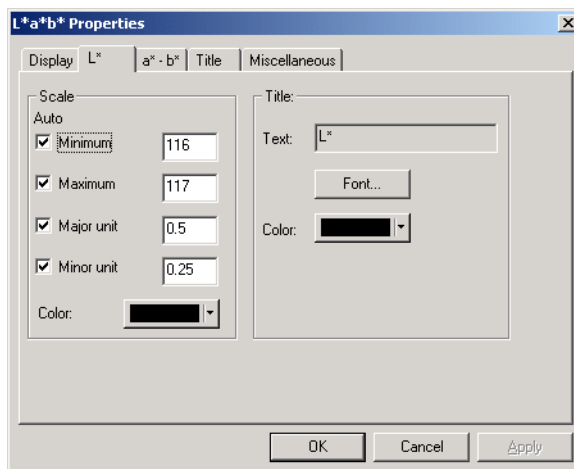 L*a*b* Properties
Display L* a* - b* Title Miscellaneous
Scale
Auto
Minimum 116
Maximum 117
Major unit 0.5
Minor unit 0.25
Color:
Title:
Text: L*
Font...
Color:
OK Cancel Apply